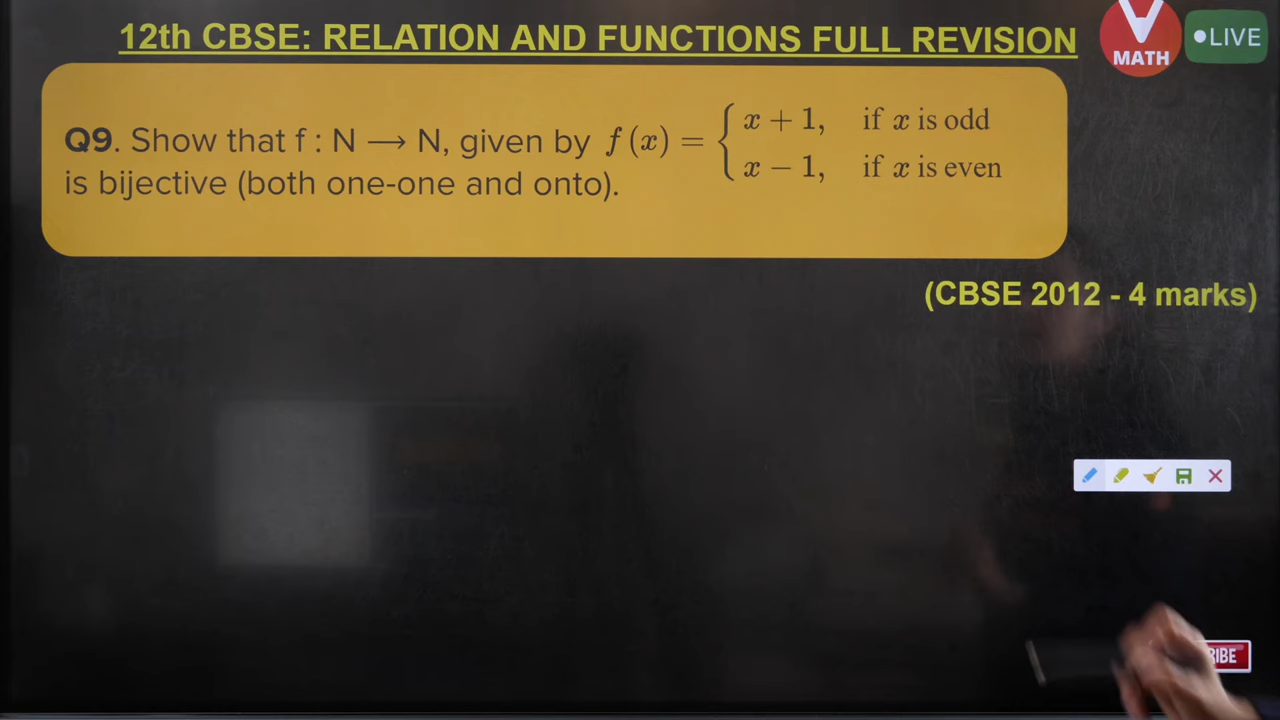 12th CBSE: RELATION AND FUNCTIONS FULL REVISION
MATH
LIVE
Q9. Show that f : N ⟶ N, given by f(x) = { x + 1, if x is odd
x − 1, if x is even
is bijective (both one-one and onto).
(CBSE 2012 - 4 marks)